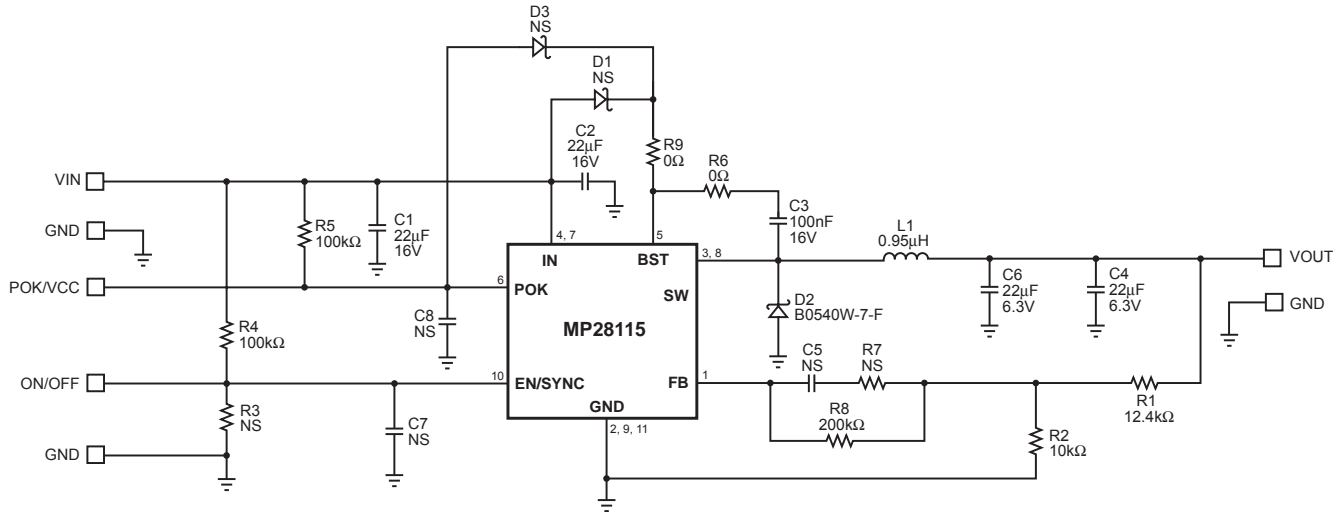 D3
NS
D1
NS
C2
22µF
16V
R9
0Ω
R6
0Ω
VIN
C3
100nF
16V
GND
R5
100kΩ
C1
22µF
16V
4, 7
5
L1
0.95µH
IN
BST
3, 8
VOUT
POK/VCC
6
POK
SW
C6
22µF
6.3V
C4
22µF
6.3V
GND
C8
NS
D2
B0540W-7-F
R4
100kΩ
MP28115
C5
NS
R7
NS
ON/OFF
10
EN/SYNC
FB
1
R3
NS
C7
NS
GND
R8
200kΩ
R1
12.4kΩ
2, 9, 11
R2
10kΩ
GND